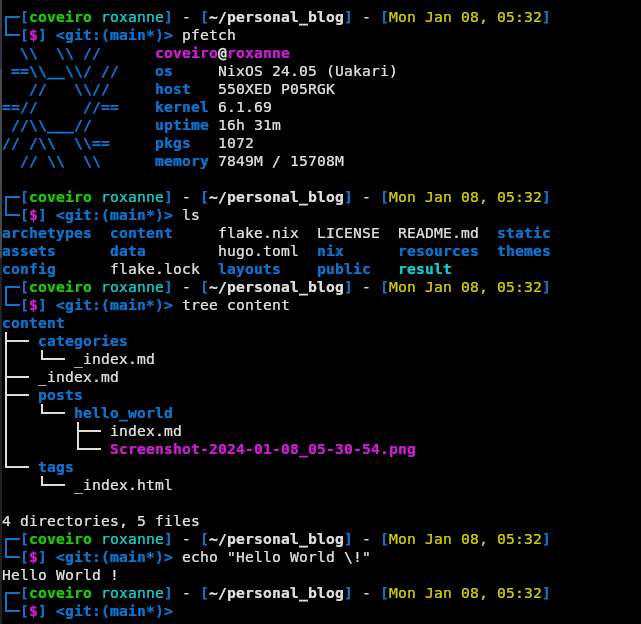 ┌─[coveiro roxanne] - [~/personal_blog] - [Mon Jan 08, 05:32]
└─[$] <git:(main*)> pfetch
  \\  \\ //      coveiro@roxanne
 ==\\__\\/ //    os     NixOS 24.05 (Uakari)
   //   \\//     host   550XED P05RGK
==//     //==    kernel 6.1.69
 //\\___//       uptime 16h 31m
// /\\  \\==     pkgs   1072
  // \\  \\      memory 7849M / 15708M
┌─[coveiro roxanne] - [~/personal_blog] - [Mon Jan 08, 05:32]
└─[$] <git:(main*)> ls
archetypes  content     flake.nix  LICENSE  README.md  static
assets      data        hugo.toml  nix      resources  themes
config      flake.lock  layouts    public   result
┌─[coveiro roxanne] - [~/personal_blog] - [Mon Jan 08, 05:32]
└─[$] <git:(main*)> tree content
content
├── categories
│   └── _index.md
├── _index.md
├── posts
│   └── hello_world
│       ├── index.md
│       └── Screenshot-2024-01-08_05-30-54.png
└── tags
    └── _index.html
4 directories, 5 files
┌─[coveiro roxanne] - [~/personal_blog] - [Mon Jan 08, 05:32]
└─[$] <git:(main*)> echo "Hello World \!"
Hello World !
┌─[coveiro roxanne] - [~/personal_blog] - [Mon Jan 08, 05:32]
└─[$] <git:(main*)>